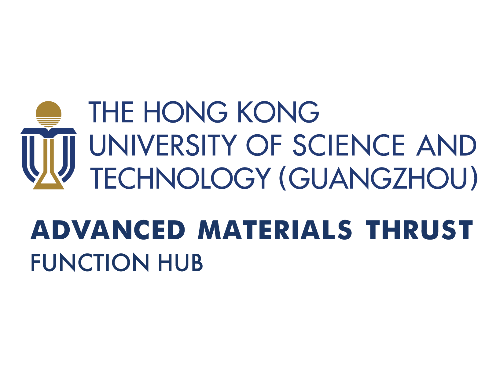 THE HONG KONG
UNIVERSITY OF SCIENCE AND
TECHNOLOGY (GUANGZHOU)
ADVANCED MATERIALS THRUST
FUNCTION HUB